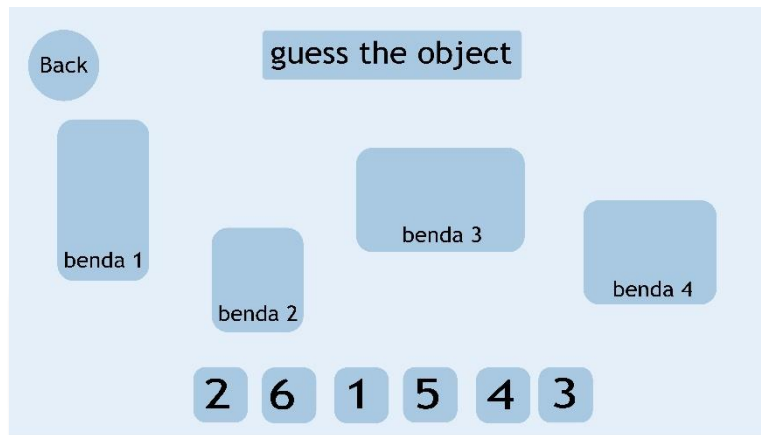 guess the object
Back
benda 1
benda 2
benda 3
benda 4
2 6 1 5 4 3